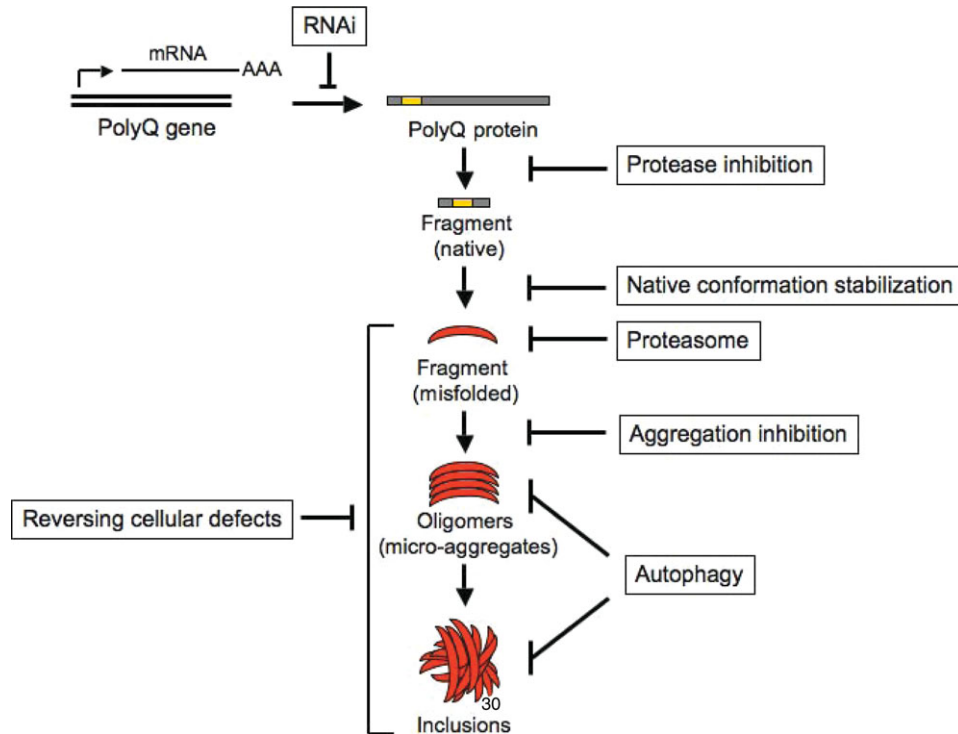 RNAi
mRNA
AAA
PolyQ gene
PolyQ protein
Protease inhibition
Fragment
(native)
Native conformation stabilization
Proteasome
Fragment
(misfolded)
Aggregation inhibition
Reversing cellular defects
Oligomers
(micro-aggregates)
Autophagy
30
Inclusions